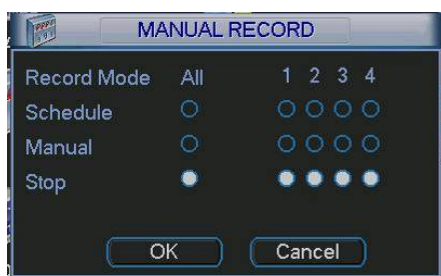 MANUAL RECORD
Record Mode All 1 2 3 4
Schedule
Manual
Stop
OK Cancel